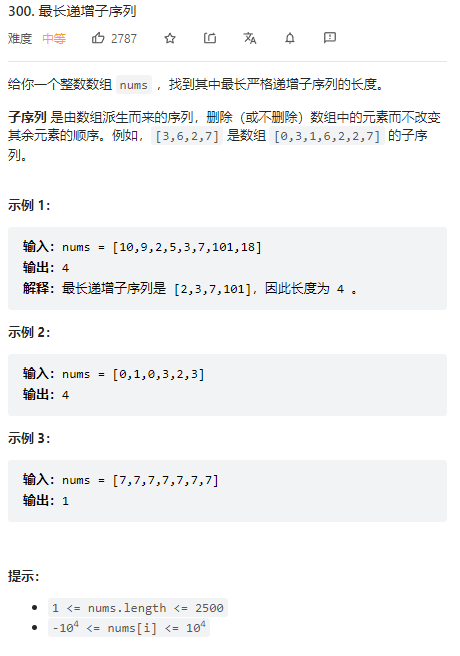 300. 最长递增子序列
难度 中等 2787
给你一个整数数组 nums ，找到其中最长严格递增子序列的长度。
子序列 是由数组派生而来的序列，删除（或不删除）数组中的元素而不改变
其余元素的顺序。例如，[3,6,2,7] 是数组 [0,3,1,6,2,2,7] 的子序
列。
示例 1：
输入：nums = [10,9,2,5,3,7,101,18]
输出：4
解释：最长递增子序列是 [2,3,7,101]，因此长度为 4 。
示例 2：
输入：nums = [0,1,0,3,2,3]
输出：4
示例 3：
输入：nums = [7,7,7,7,7,7,7]
输出：1
提示：
1 <= nums.length <= 2500
-10⁴ <= nums[i] <= 10⁴